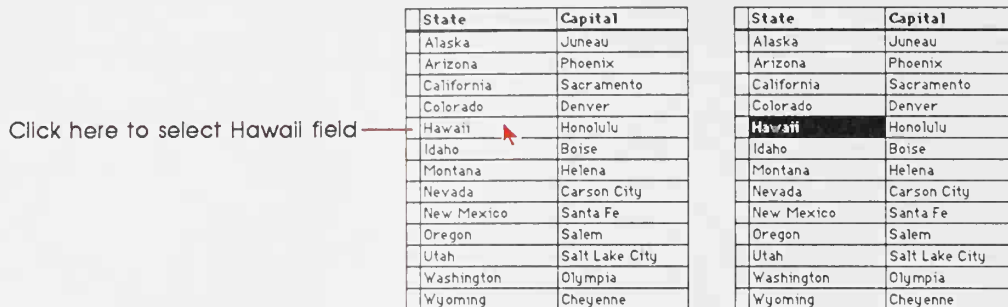 State Capital State Capital
Alaska Juneau Alaska Juneau
Arizona Phoenix Arizona Phoenix
California Sacramento California Sacramento
Colorado Denver Colorado Denver
Click here to select Hawaii field Hawaii Honolulu Hawaii Honolulu
Idaho Boise Idaho Boise
Montana Helena Montana Helena
Nevada Carson City Nevada Carson City
New Mexico Santa Fe New Mexico Santa Fe
Oregon Salem Oregon Salem
Utah Salt Lake City Utah Salt Lake City
Washington Olympia Washington Olympia
Wyoming Cheyenne Wyoming Cheyenne